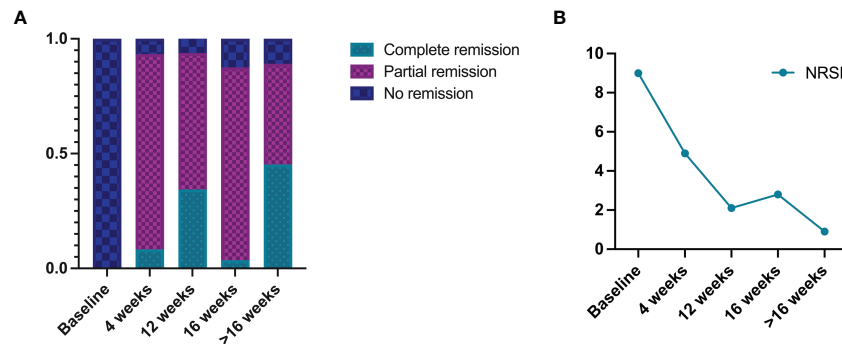 A
1.0
0.5
0.0
Baseline
4 weeks
12 weeks
16 weeks
>16 weeks
Complete remission
Partial remission
No remission
B
10
8
6
4
2
0
Baseline
4 weeks
12 weeks
16 weeks
>16 weeks